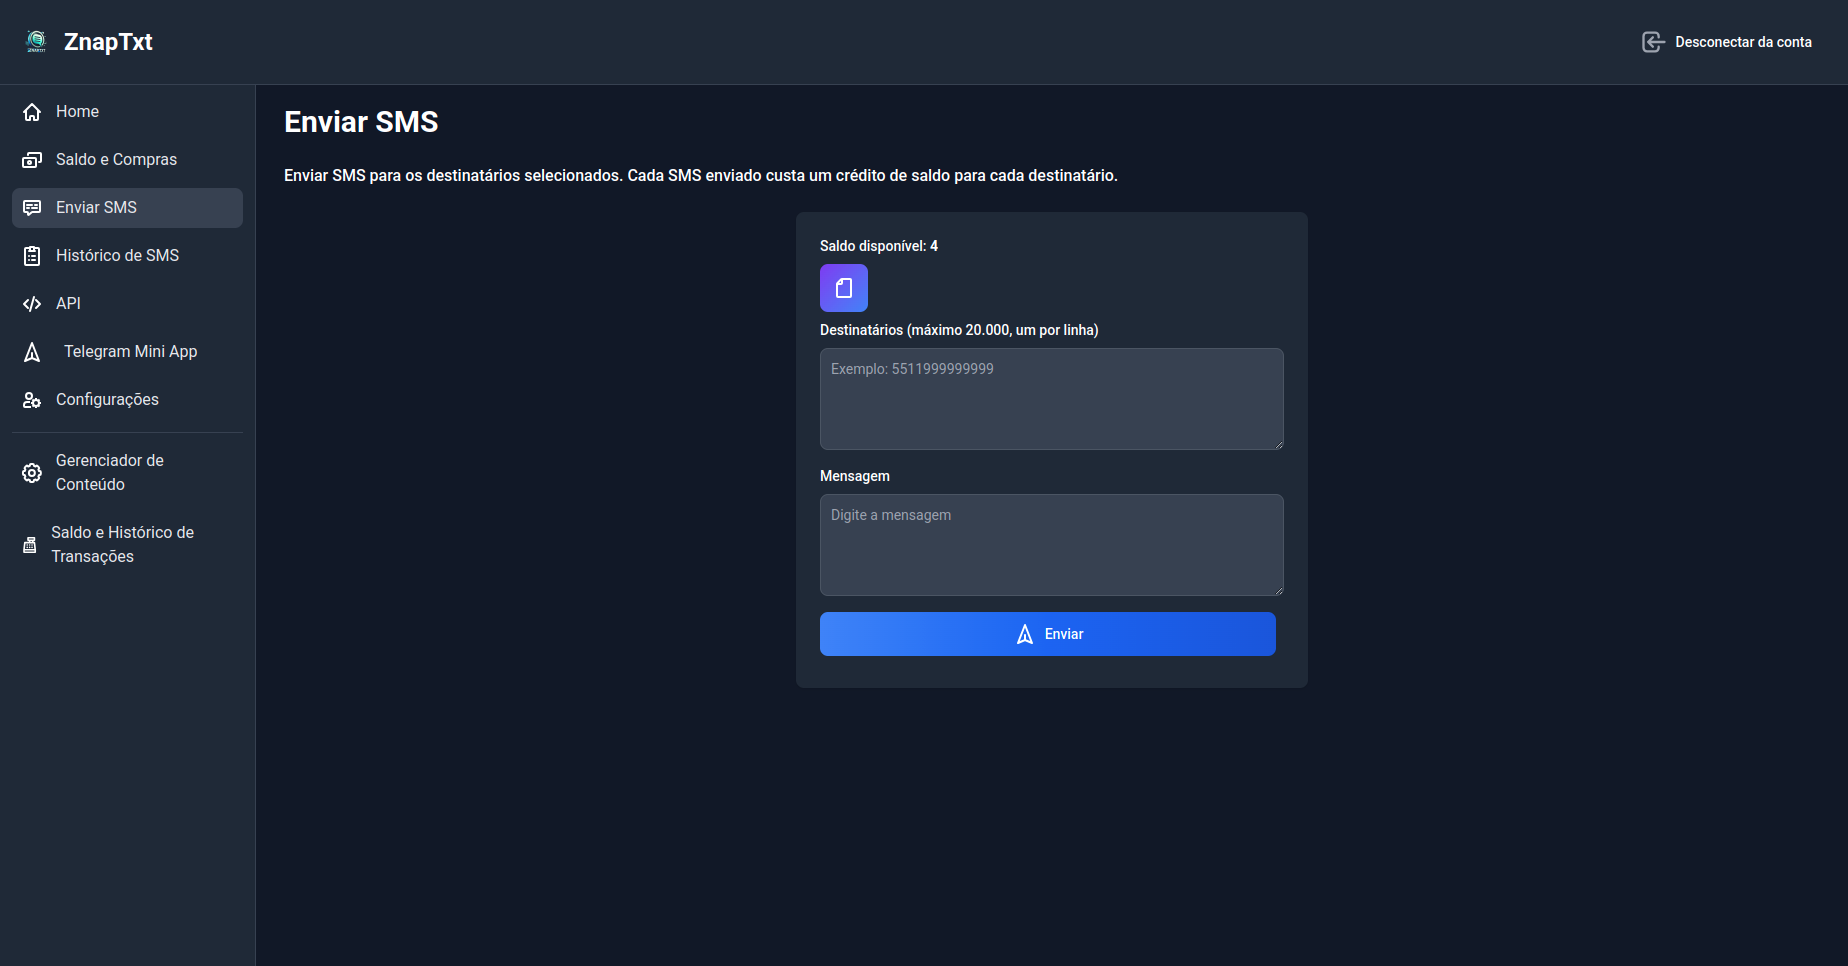 ZnapTxt
Desconectar da conta
Home
Saldo e Compras
Enviar SMS
Histórico de SMS
API
Telegram Mini App
Configurações
Gerenciador de
Conteúdo
Saldo e Histórico de
Transações
Enviar SMS
Enviar SMS para os destinatários selecionados. Cada SMS enviado custa um crédito de saldo para cada destinatário.
Saldo disponível: 4
Destinatários (máximo 20.000, um por linha)
Exemplo: 5511999999999
Mensagem
Digite a mensagem
Enviar